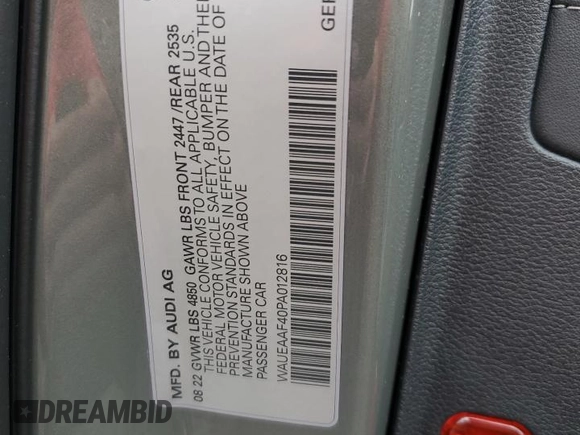 GER
MFD. BY AUDI AG
08 22 GVWR LBS 4850 GAWR LBS FRONT 2447 /REAR 2535
THIS VEHICLE CONFORMS TO ALL APPLICABLE U.S.
FEDERAL MOTOR VEHICLE SAFETY, BUMPER AND THE
PREVENTION STANDARDS IN EFFECT ON THE DATE OF
MANUFACTURE SHOWN ABOVE
PASSENGER CAR
WAUEAAF40PA012816
DREAMBID